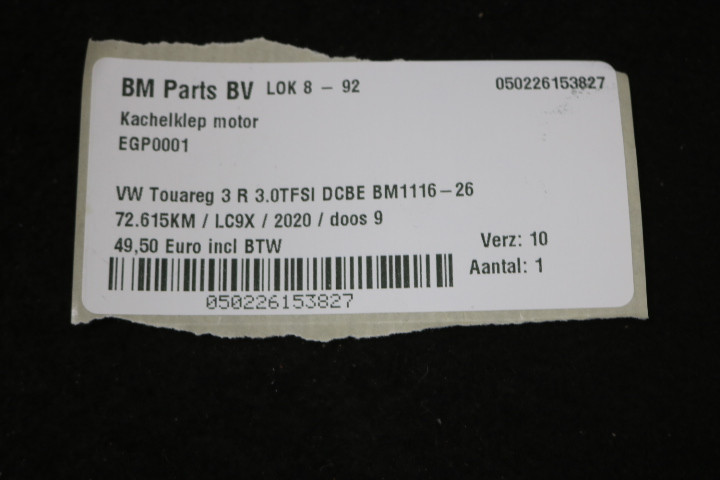 BM Parts BV LOK 8 - 92 050226153827
Kachelklep motor
EGP0001
VW Touareg 3 R 3.0TFSI DCBE BM1116-26
72.615KM / LC9X / 2020 / doos 9
49,50 Euro incl BTW Verz: 10
Aantal: 1
050226153827